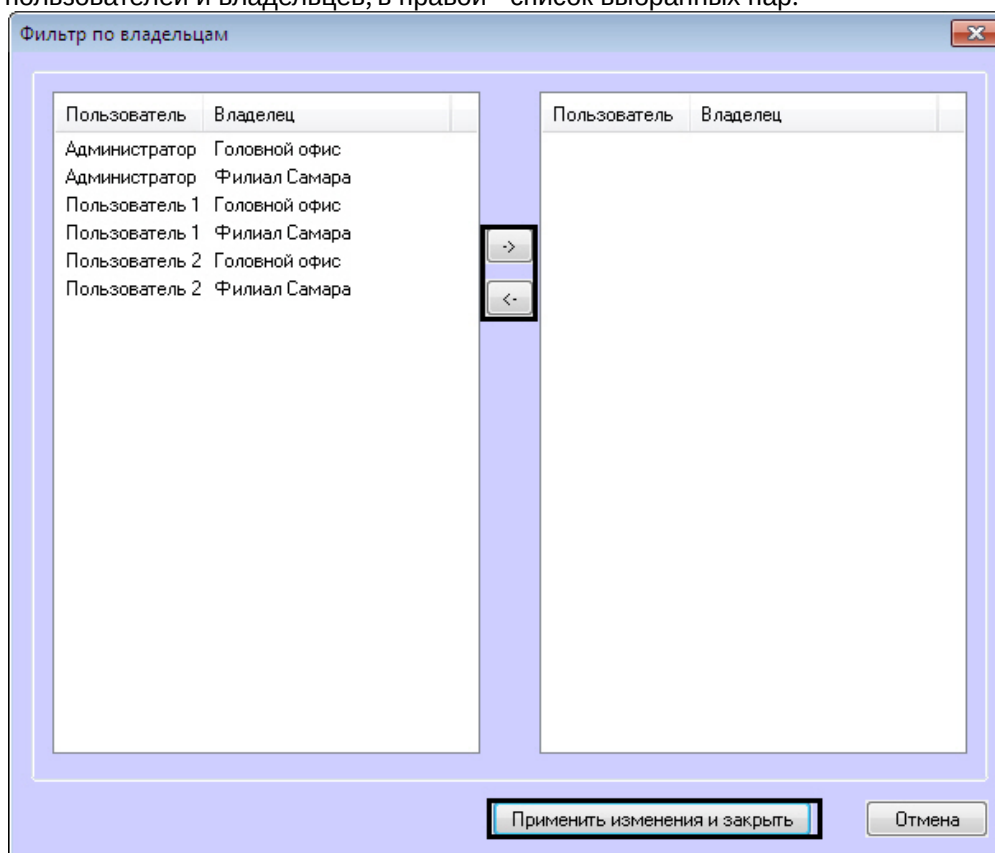 пользователей и владельцев, в правой - список выбранных пар.
Фильтр по владельцам
Пользователь Владелец Пользователь Владелец
Администратор Головной офис
Администратор Филиал Самара
Пользователь 1 Головной офис
Пользователь 1 Филиал Самара
Пользователь 2 Головной офис
Пользователь 2 Филиал Самара
->
<-
Применить изменения и закрыть Отмена